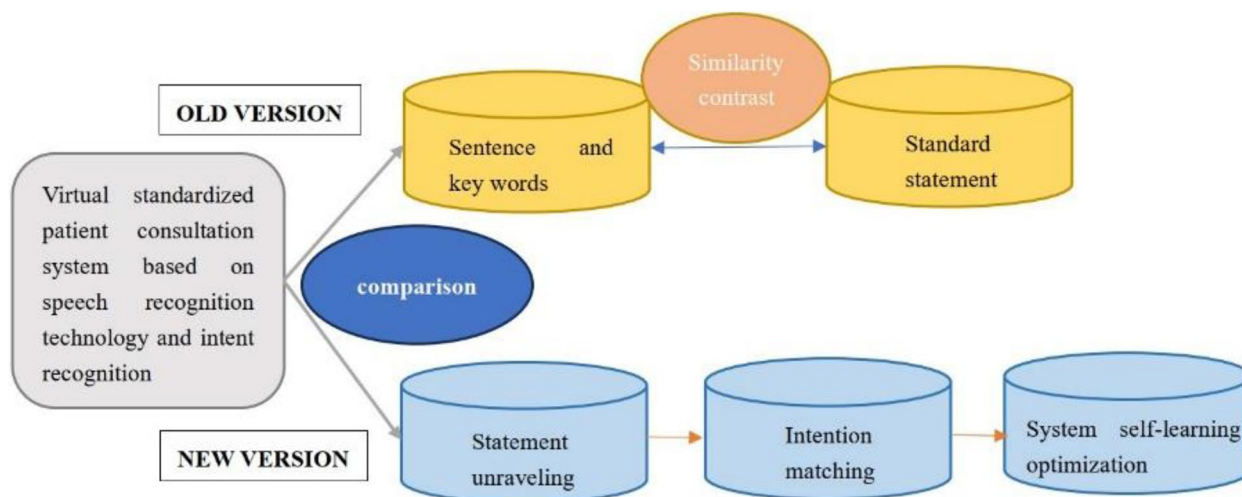 Similarity
contrast
OLD VERSION
Sentence and
key words
Standard
statement
Virtual standardized
patient consultation
system based on
speech recognition
technology and intent
recognition
comparison
NEW VERSION
Statement
unraveling
Intention
matching
System self-learning
optimization